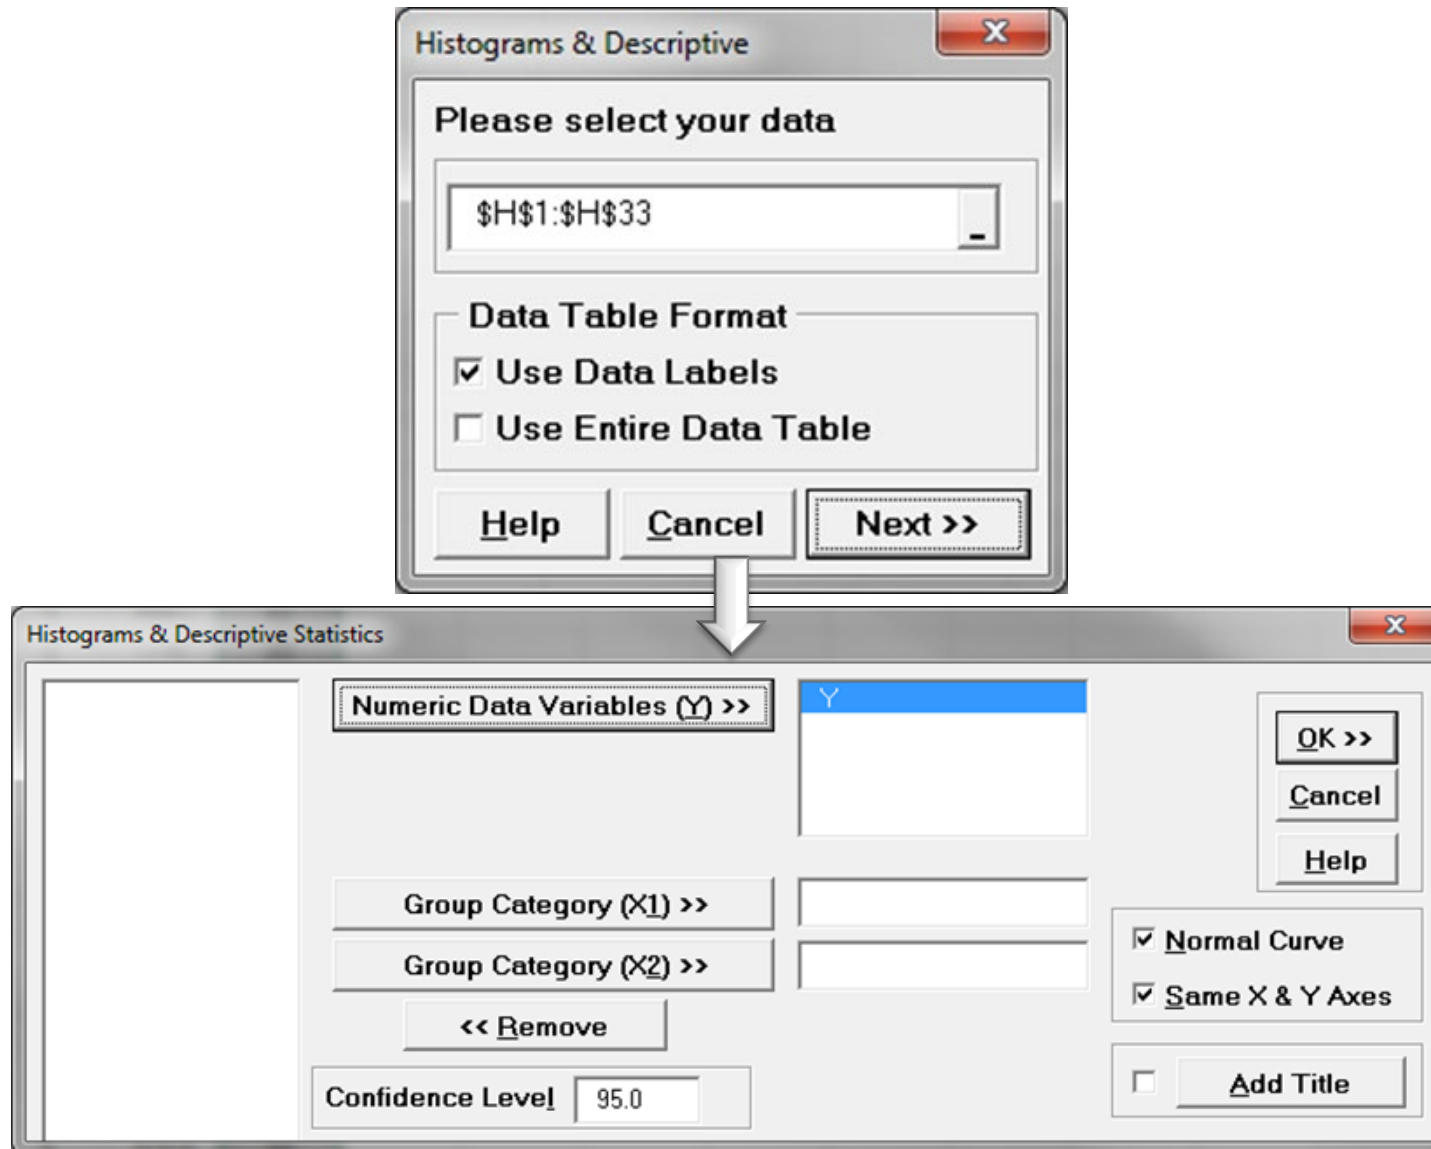 Histograms & Descriptive
x
Please select your data
$H$1:$H$33
-
Data Table Format
Use Data Labels
Use Entire Data Table
Help
Cancel
Next >>
Histograms & Descriptive Statistics
x
Numeric Data Variables (Y) >>
Y
OK >>
Cancel
Help
Group Category (X1) >>
Group Category (X2) >>
Normal Curve
Same X & Y Axes
<< Remove
Confidence Level 95.0
Add Title